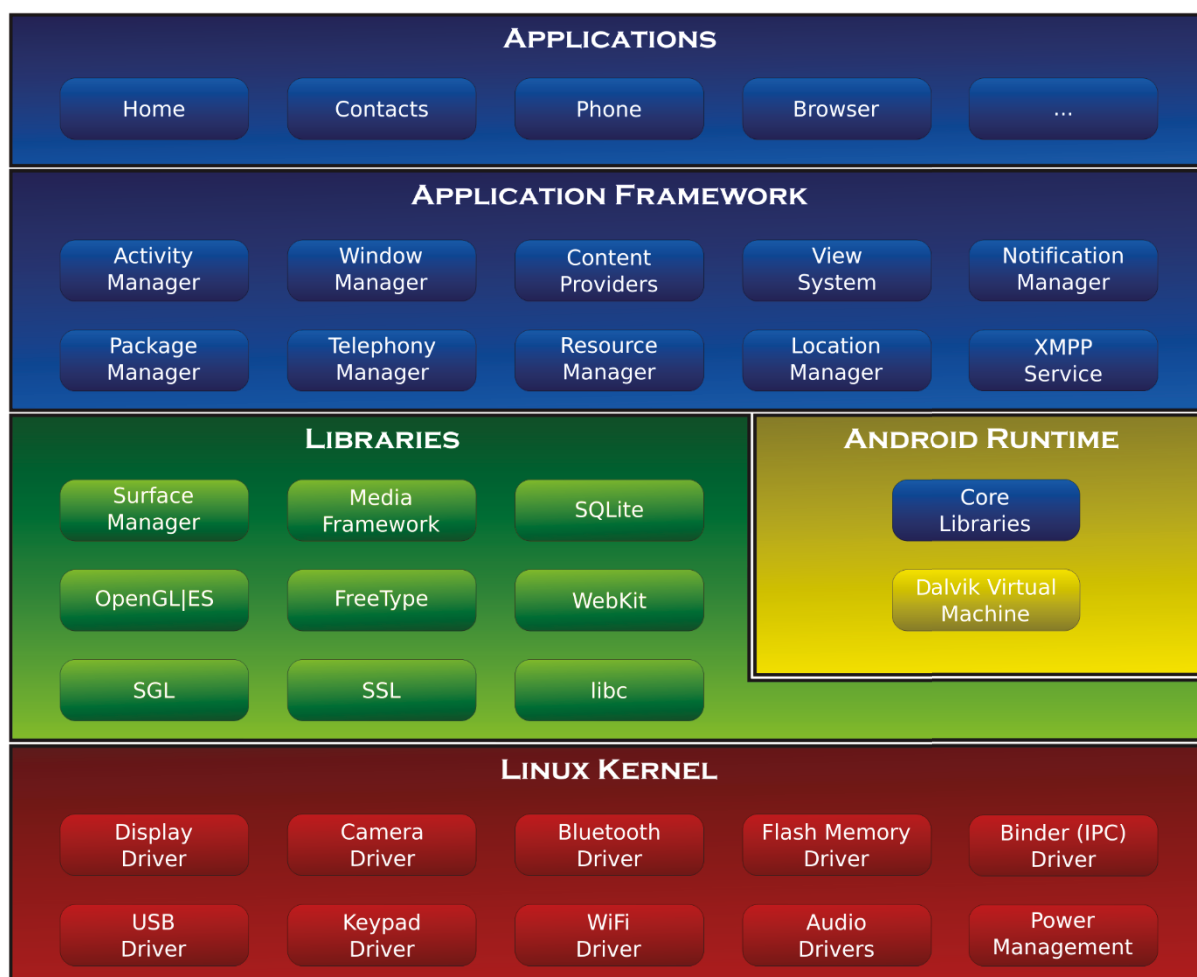 APPLICATIONS
Home
Contacts
Phone
Browser
...
APPLICATION FRAMEWORK
Activity
Manager
Window
Manager
Content
Providers
View
System
Notification
Manager
Package
Manager
Telephony
Manager
Resource
Manager
Location
Manager
XMPP
Service
LIBRARIES
Surface
Manager
Media
Framework
SQLite
OpenGL|ES
FreeType
WebKit
SGL
SSL
libc
ANDROID RUNTIME
Core
Libraries
Dalvik Virtual
Machine
LINUX KERNEL
Display
Driver
Camera
Driver
Bluetooth
Driver
Flash Memory
Driver
Binder (IPC)
Driver
USB
Driver
Keypad
Driver
WiFi
Driver
Audio
Drivers
Power
Management